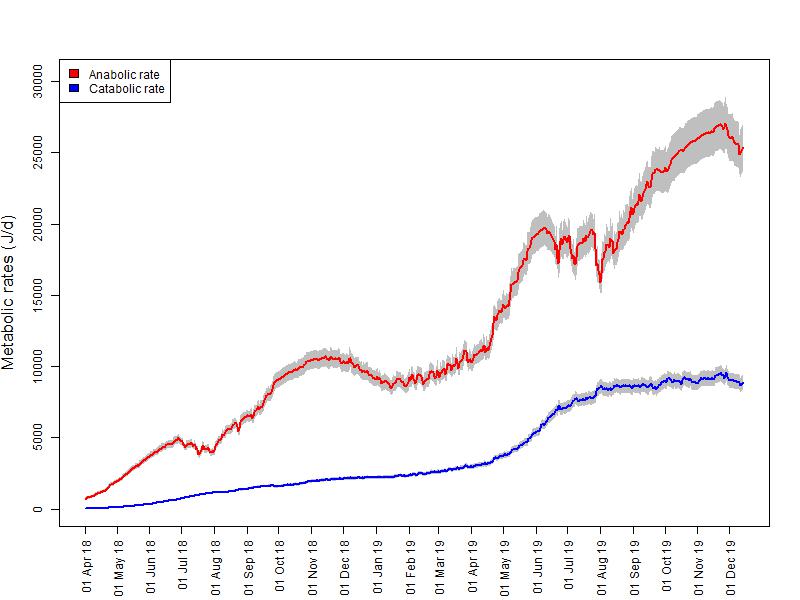 Anabolic rate
Catabolic rate
Metabolic rates (J/d)
30000
25000
20000
15000
10000
5000
0
01 Apr 18
01 May 18
01 Jun 18
01 Jul 18
01 Aug 18
01 Sep 18
01 Oct 18
01 Nov 18
01 Dec 18
01 Jan 19
01 Feb 19
01 Mar 19
01 Apr 19
01 May 19
01 Jun 19
01 Jul 19
01 Aug 19
01 Sep 19
01 Oct 19
01 Nov 19
01 Dec 19